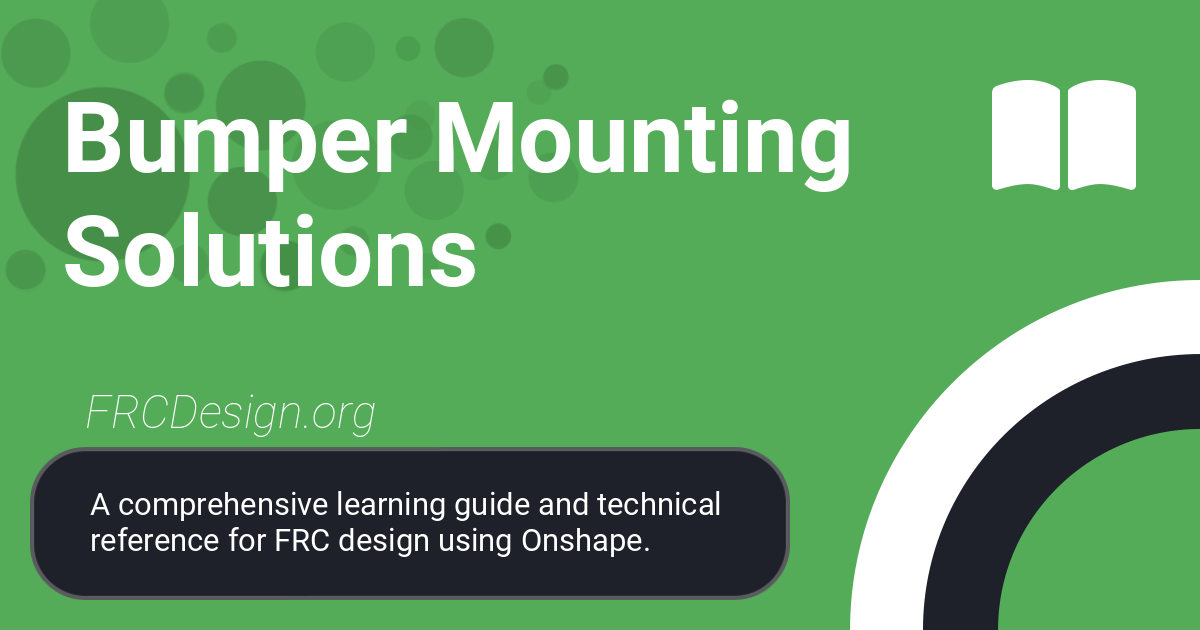 Bumper Mounting
Solutions
FRCDesign.org
A comprehensive learning guide and technical
reference for FRC design using Onshape.